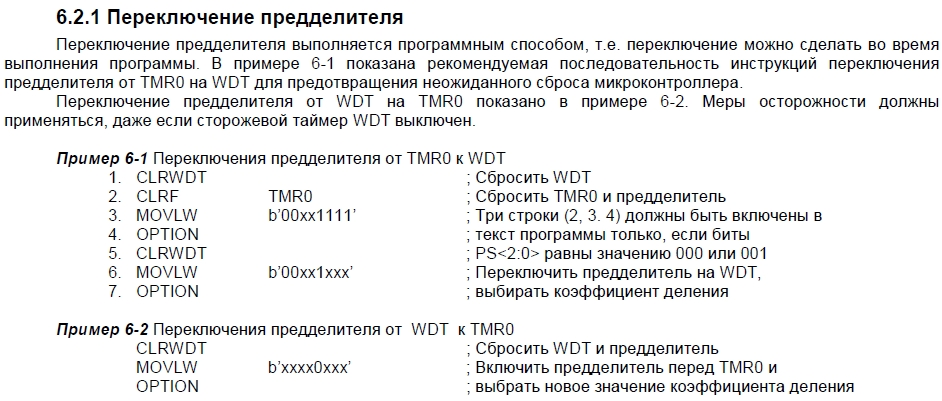 6.2.1 Переключение предделителя
Переключение предделителя выполняется программным способом, т.е. переключение можно сделать во время
выполнения программы. В примере 6-1 показана рекомендуемая последовательность инструкций переключения
предделителя от TMR0 на WDT для предотвращения неожиданного сброса микроконтроллера.
Переключение предделителя от WDT на TMR0 показано в примере 6-2. Меры осторожности должны
применяться, даже если сторожевой таймер WDT выключен.
Пример 6-1 Переключения предделителя от TMR0 к WDT
1. CLRWDT ; Сбросить WDT
2. CLRF TMR0 ; Сбросить TMR0 и предделитель
3. MOVLW b'00xx1111’ ; Три строки (2, 3. 4) должны быть включены в
4. OPTION ; текст программы только, если биты
5. CLRWDT ; PS<2:0> равны значению 000 или 001
6. MOVLW b'00xx1xxx’ ; Переключить предделитель на WDT,
7. OPTION ; выбирать коэффициент деления
Пример 6-2 Переключения предделителя от WDT к TMR0
CLRWDT ; Сбросить WDT и предделитель
MOVLW b'xxxx0xxx’ ; Включить предделитель перед TMR0 и
OPTION ; выбрать новое значение коэффициента деления